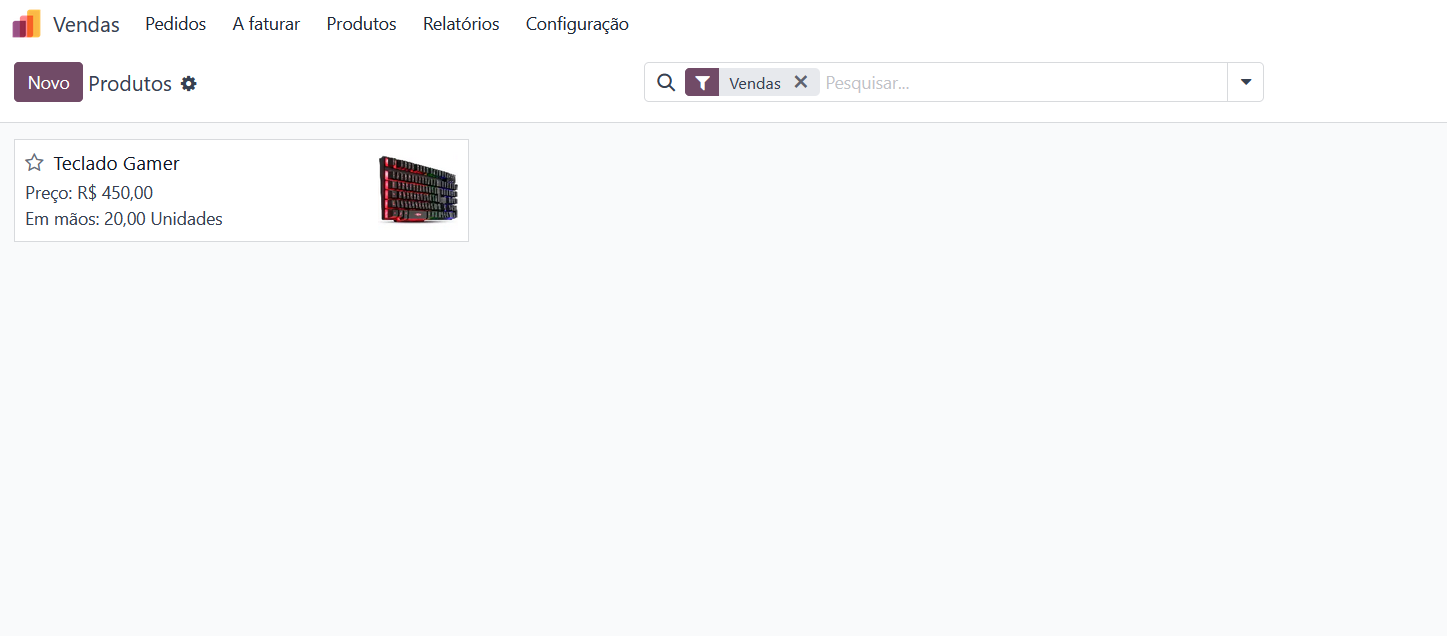 Vendas Pedidos A faturar Produtos Relatórios Configuração
Novo Produtos Vendas Pesquisar...
Teclado Gamer
Preço: R$ 450,00
Em mãos: 20,00 Unidades